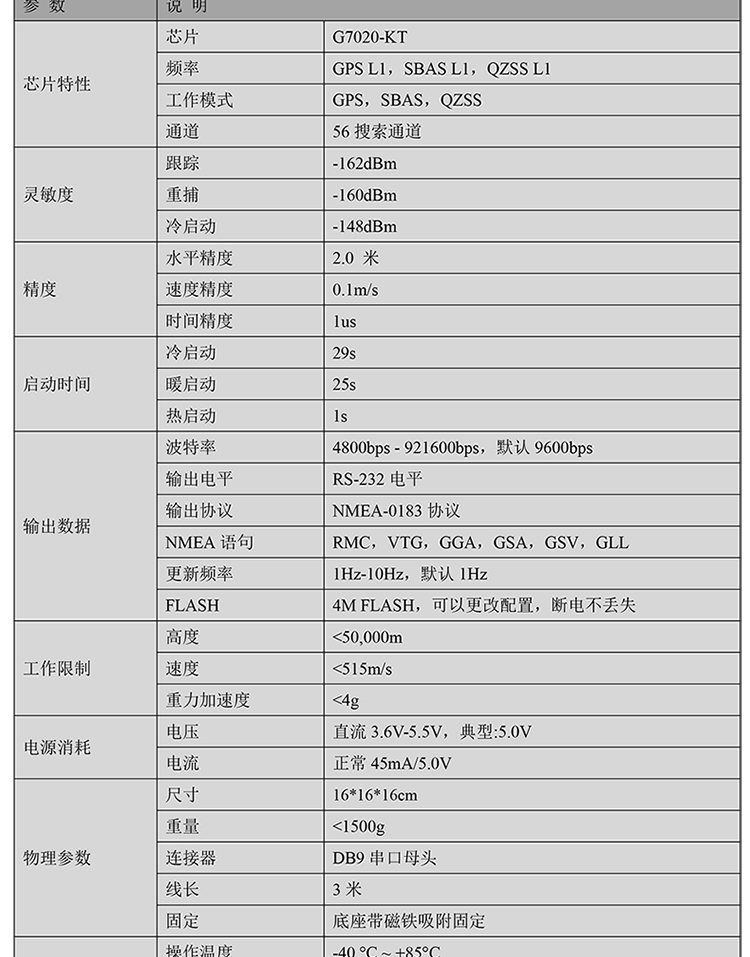 参 数 说 明
芯片特性
芯片 G7020-KT
频率 GPS L1，SBAS L1，QZSS L1
工作模式 GPS，SBAS，QZSS
通道 56 搜索通道
灵敏度
跟踪 -162dBm
重捕 -160dBm
冷启动 -148dBm
精度
水平精度 2.0 米
速度精度 0.1m/s
时间精度 1us
启动时间
冷启动 29s
暖启动 25s
热启动 1s
输出数据
波特率 4800bps - 921600bps，默认 9600bps
输出电平 RS-232 电平
输出协议 NMEA-0183 协议
NMEA 语句 RMC，VTG，GGA，GSA，GSV，GLL
更新频率 1Hz-10Hz，默认 1Hz
FLASH 4M FLASH，可以更改配置，断电不丢失
工作限制
高度 <50,000m
速度 <515m/s
重力加速度 <4g
电源消耗
电压 直流 3.6V-5.5V，典型:5.0V
电流 正常 45mA/5.0V
物理参数
尺寸 16*16*16cm
重量 <1500g
连接器 DB9 串口母头
线长 3 米
固定 底座带磁铁吸附固定
操作温度 -40 °C ~ +85°C